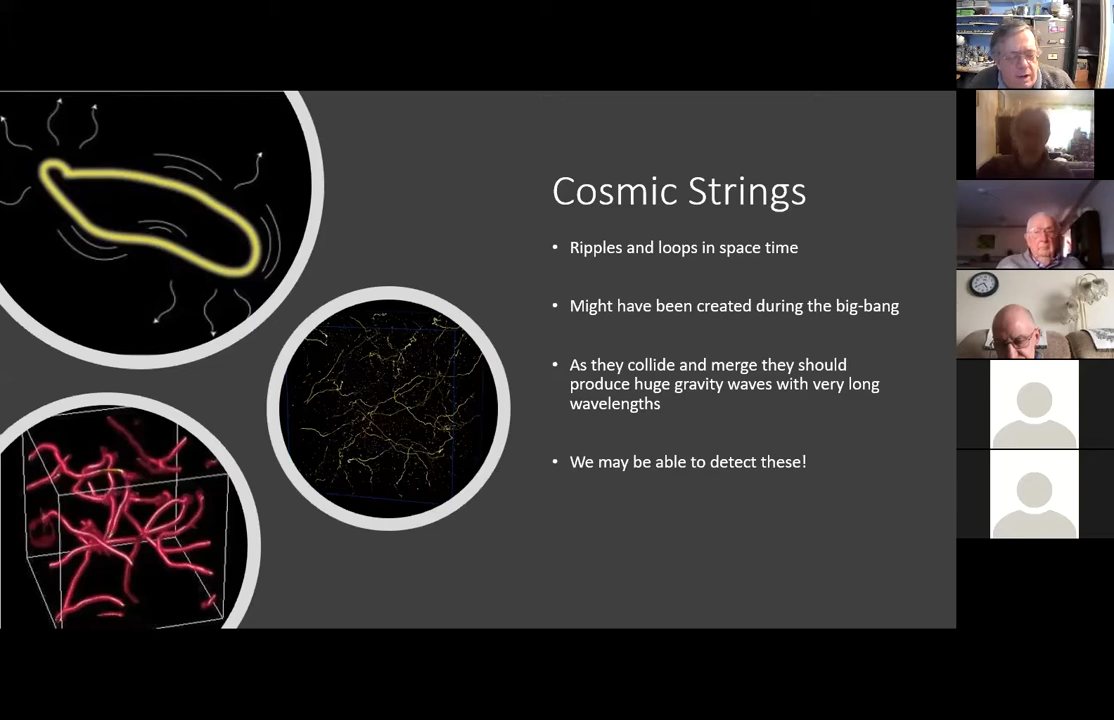 Cosmic Strings
• Ripples and loops in space time
• Might have been created during the big-bang
• As they collide and merge they should
produce huge gravity waves with very long
wavelengths
• We may be able to detect these!